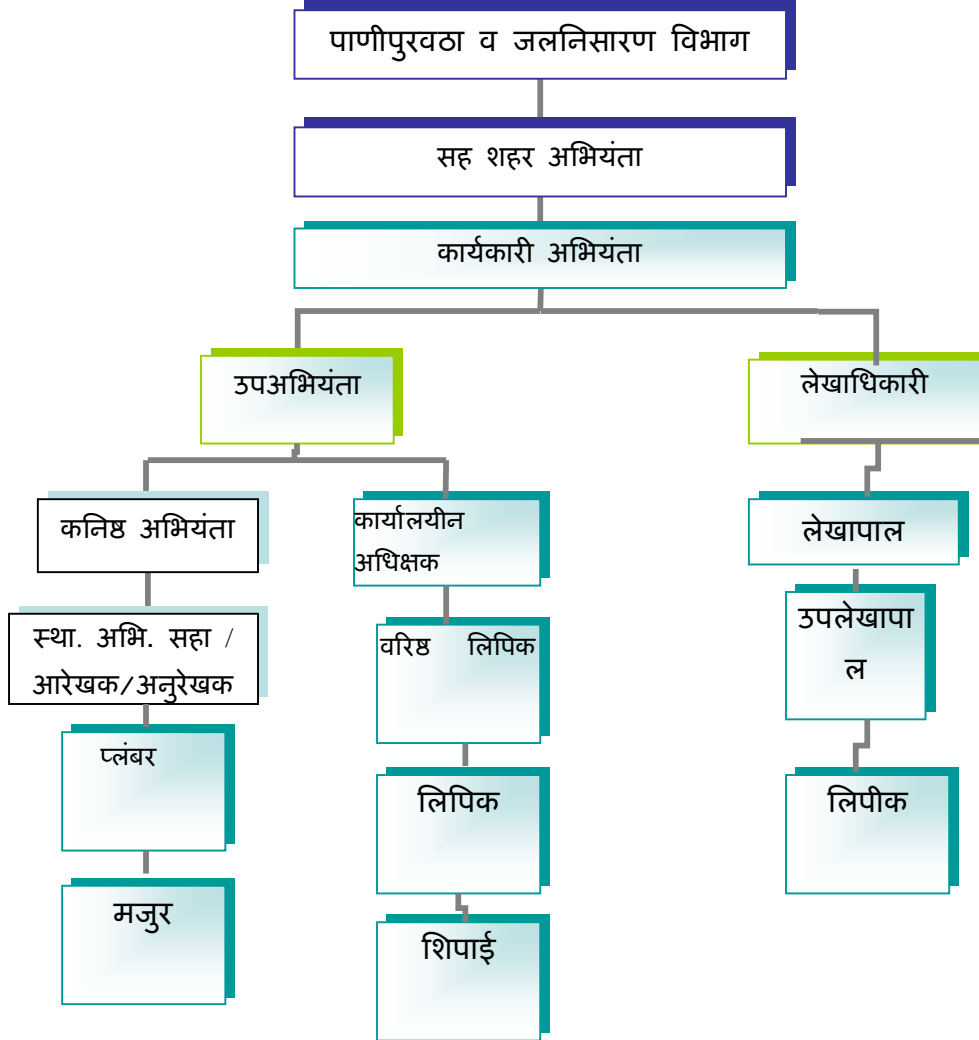 पाणीपुरवठा व जलनिसारण विभाग
सह शहर अभियंता
कार्यकारी अभियंता
उपअभियंता
लेखाधिकारी
कनिष्ठ अभियंता
कार्यालयीन
अधिक्षक
लेखापाल
स्था. अभि. सहा /
आरेखक/अनुरेखक
वरिष्ठ लिपिक
उपलेखापा
ल
प्लंबर
लिपिक
लिपीक
मजुर
शिपाई